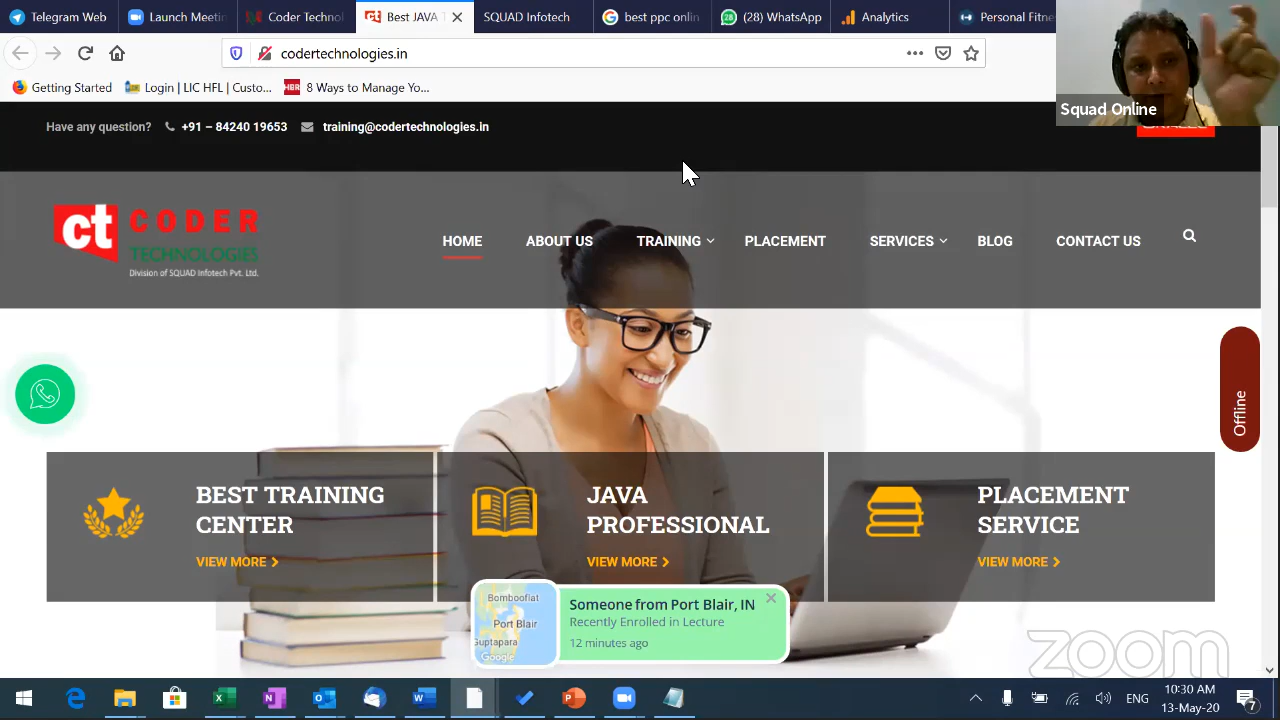 Telegram Web
Launch Meetin
Coder Technol
Best JAVA T
SQUAD Infotech
best ppc onlin
(28) WhatsApp
Analytics
Personal Fitne
codertechnologies.in
Getting Started
Login | LIC HFL | Custo...
HBR
8 Ways to Manage Yo...
Squad Online
Have any question?
+91 – 84240 19653
training@codertechnologies.in
ct
CODER
TECHNOLOGIES
Division of SQUAD Infotech Pvt. Ltd.
HOME
ABOUT US
TRAINING
PLACEMENT
SERVICES
BLOG
CONTACT US
Offline
BEST TRAINING
CENTER
VIEW MORE
JAVA
PROFESSIONAL
VIEW MORE
PLACEMENT
SERVICE
VIEW MORE
Bombooflat
Port Blair
Guptapara
Google
Someone from Port Blair, IN
Recently Enrolled in Lecture
12 minutes ago
zoom
ENG
10:30 AM
13-May-20
7